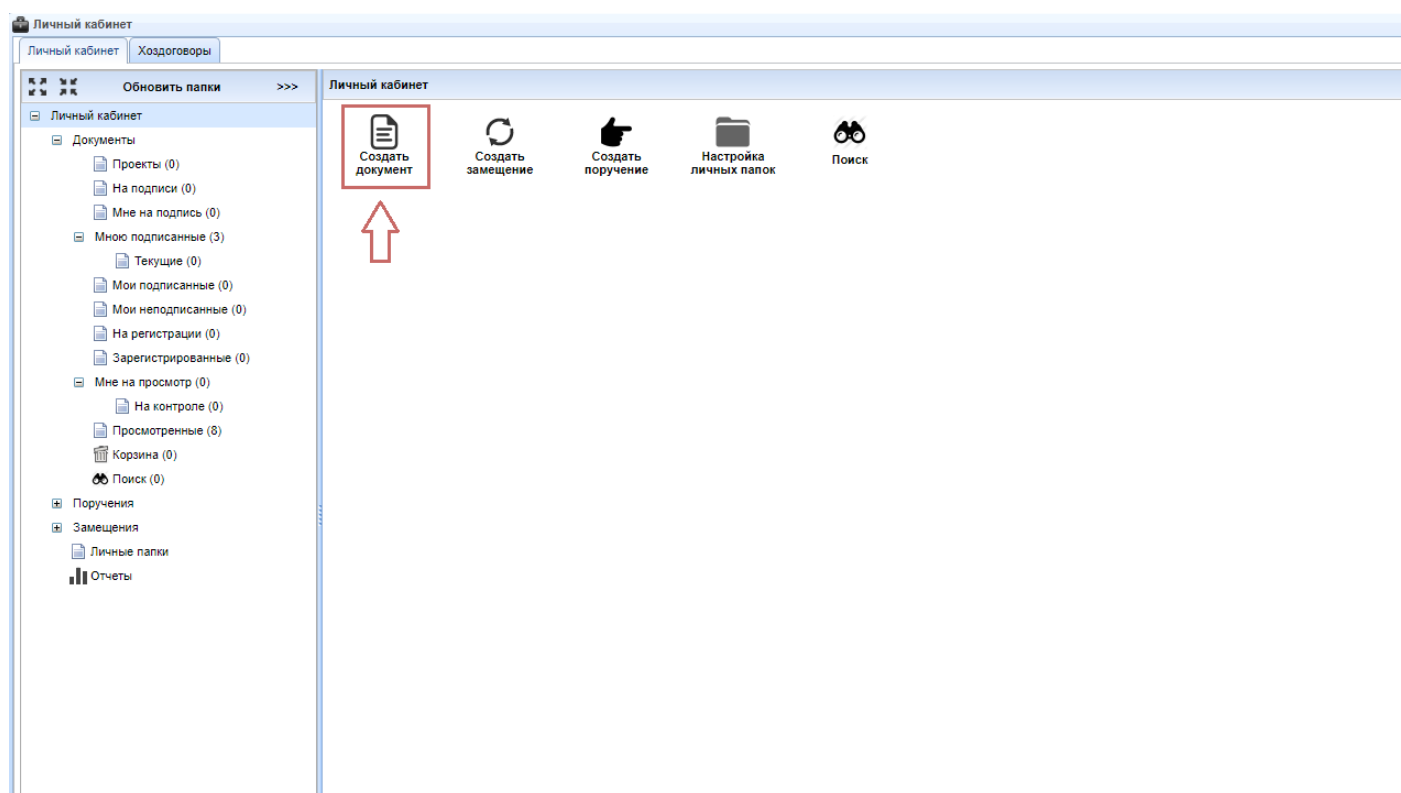 Личный кабинет
Личный кабинет
Хоздоговоры
Обновить папки
>>>
Личный кабинет
Документы
Проекты (0)
На подписи (0)
Мне на подпись (0)
Мною подписанные (3)
Текущие (0)
Мои подписанные (0)
Мои неподписанные (0)
На регистрации (0)
Зарегистрированные (0)
Мне на просмотр (0)
На контроле (0)
Просмотренные (8)
Корзина (0)
Поиск (0)
Поручения
Замещения
Личные папки
Отчеты
Личный кабинет
Создать
документ
Создать
замещение
Создать
поручение
Настройка
личных папок
Поиск